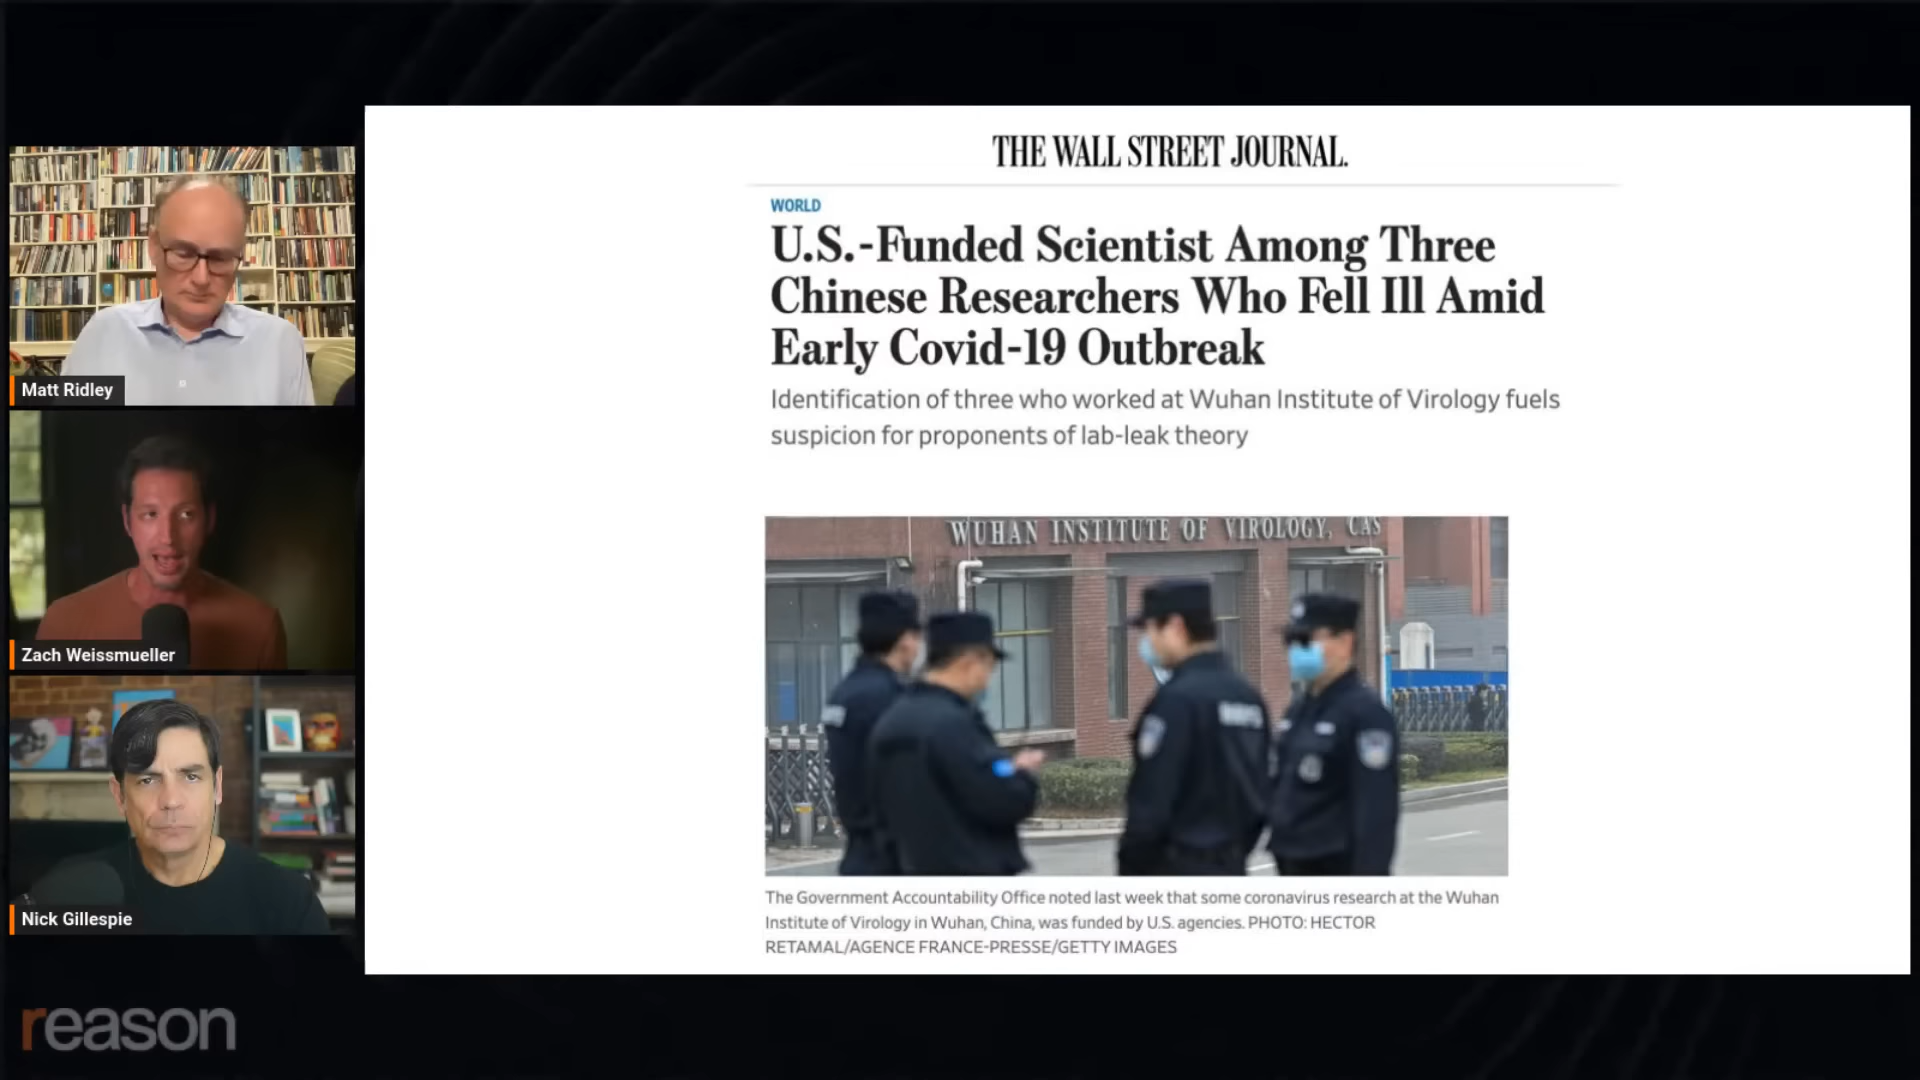 THE WALL STREET JOURNAL.
WORLD
U.S.-Funded Scientist Among Three
Chinese Researchers Who Fell Ill Amid
Early Covid-19 Outbreak
Identification of three who worked at Wuhan Institute of Virology fuels
suspicion for proponents of lab-leak theory
WUHAN INSTITUTE OF VIROLOGY, CAS
The Government Accountability Office noted last week that some coronavirus research at the Wuhan
Institute of Virology in Wuhan, China, was funded by U.S. agencies. PHOTO: HECTOR
RETAMAL/AGENCE FRANCE-PRESSE/GETTY IMAGES
Matt Ridley
Zach Weissmueller
Nick Gillespie
reason